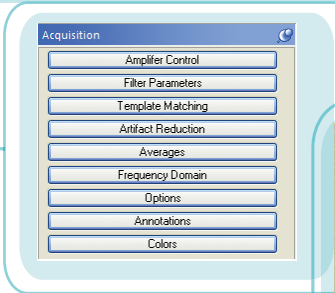 Acquisition
Amplifer Control
Filter Parameters
Template Matching
Artifact Reduction
Averages
Frequency Domain
Options
Annotations
Colors